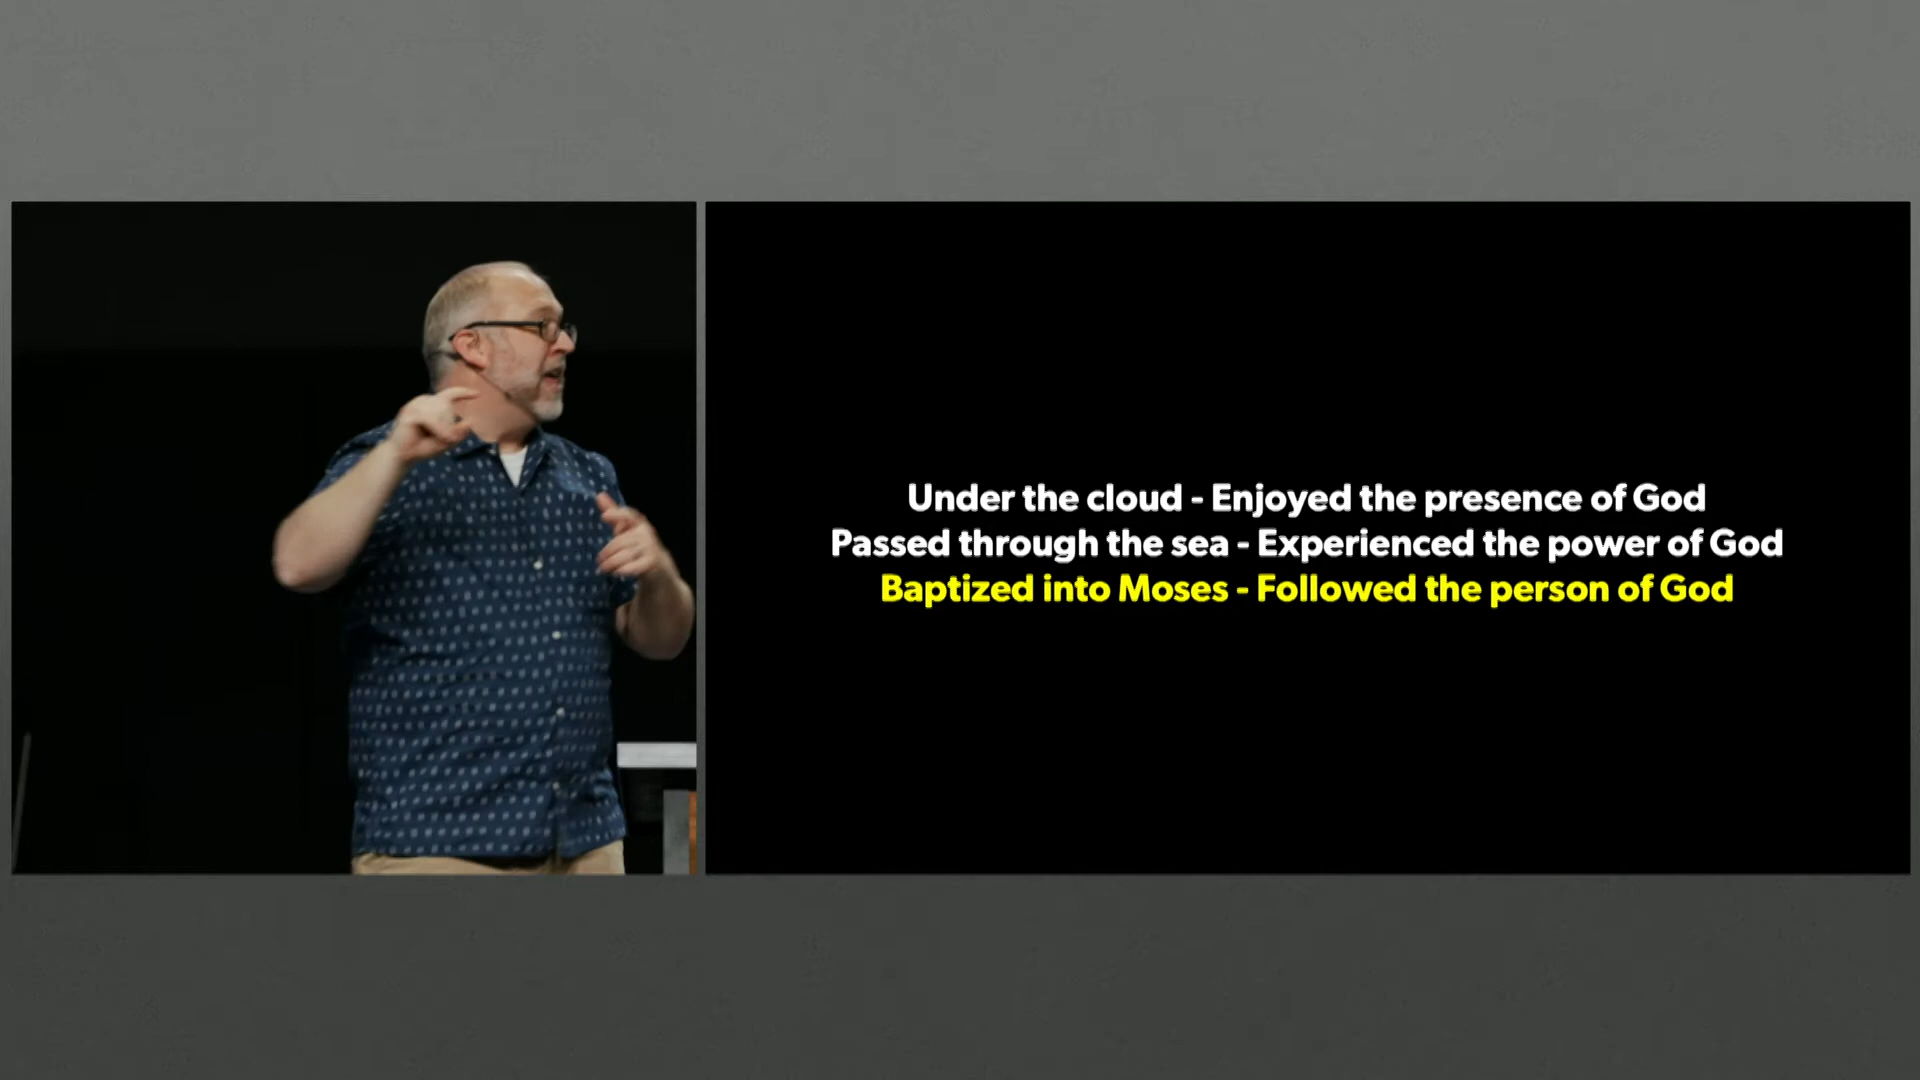 Under the cloud - Enjoyed the presence of God
Passed through the sea - Experienced the power of God
Baptized into Moses - Followed the person of God